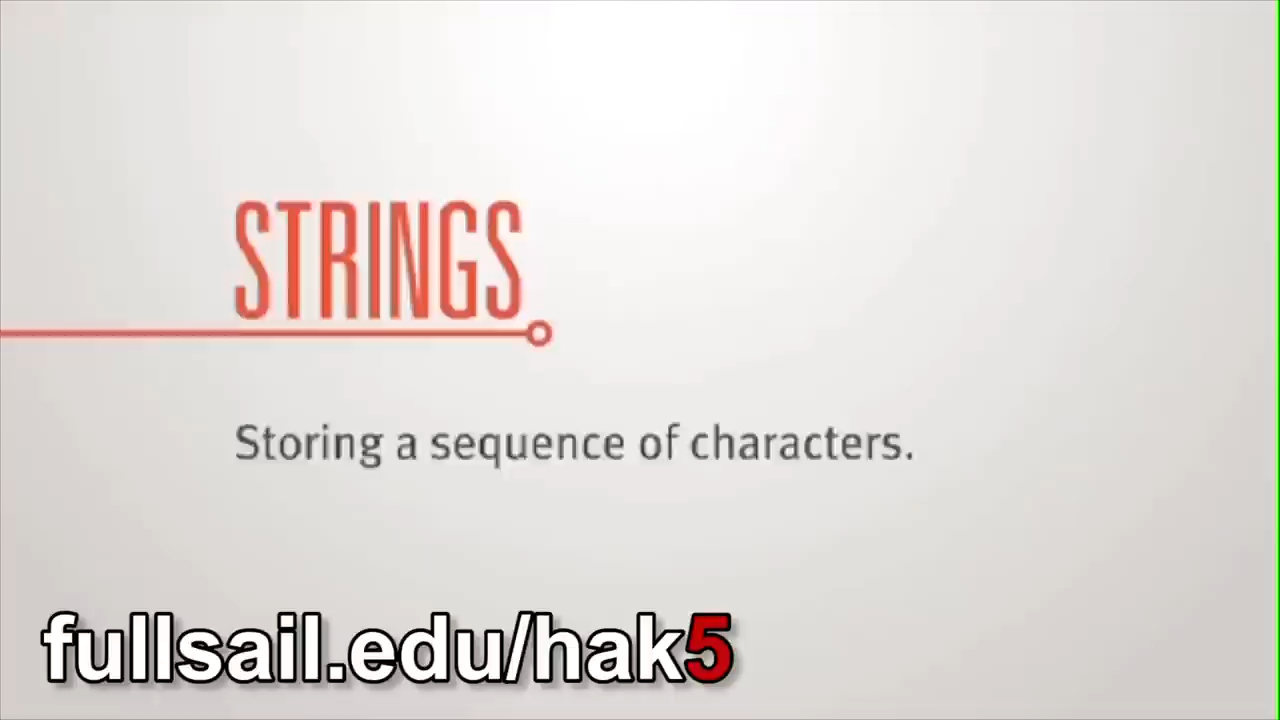 STRINGS
Storing a sequence of characters.
fullsail.edu/hak5